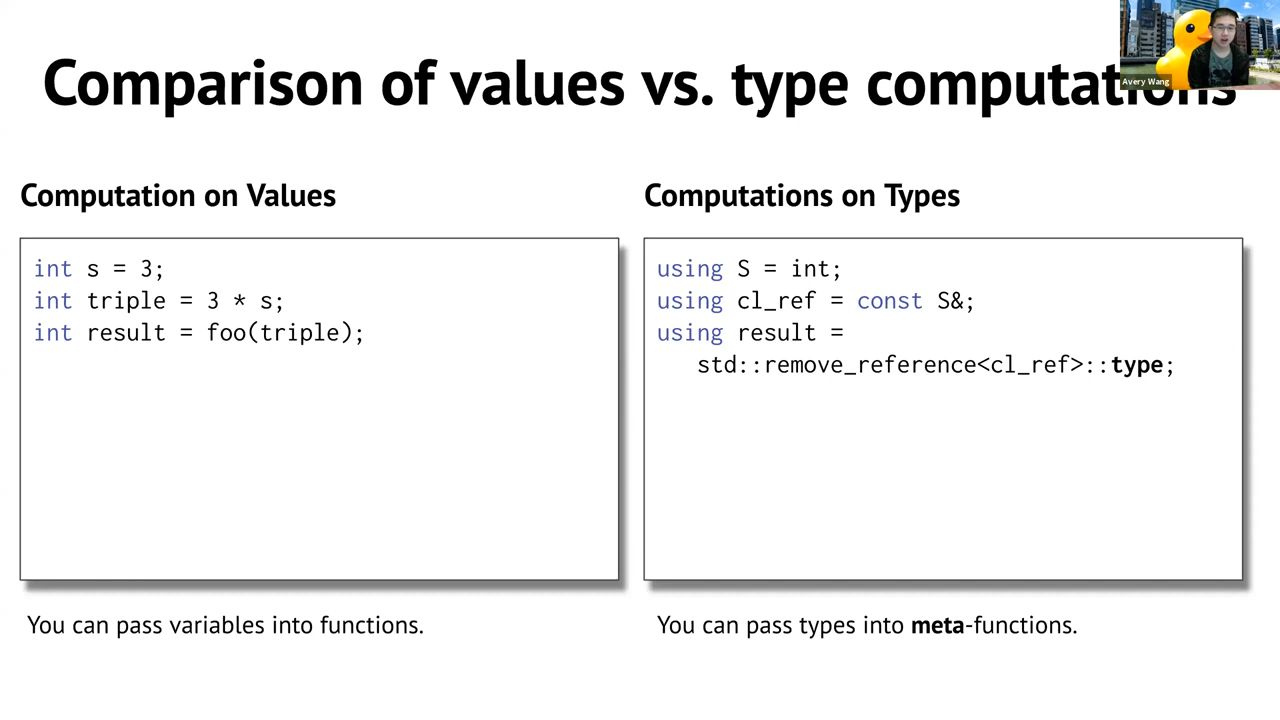 Comparison of values vs. type computations
Avery Wang
Computation on Values
int s = 3;
int triple = 3 * s;
int result = foo(triple);
You can pass variables into functions.
Computations on Types
using S = int;
using cl_ref = const S&;
using result =
std::remove_reference<cl_ref>::type;
You can pass types into meta-functions.